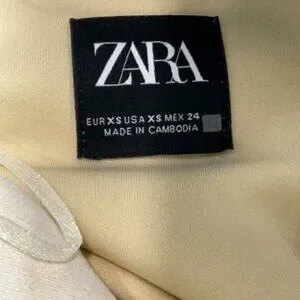 ZARA
EUR XS USA XS MEX 24
MADE IN CAMBODIA